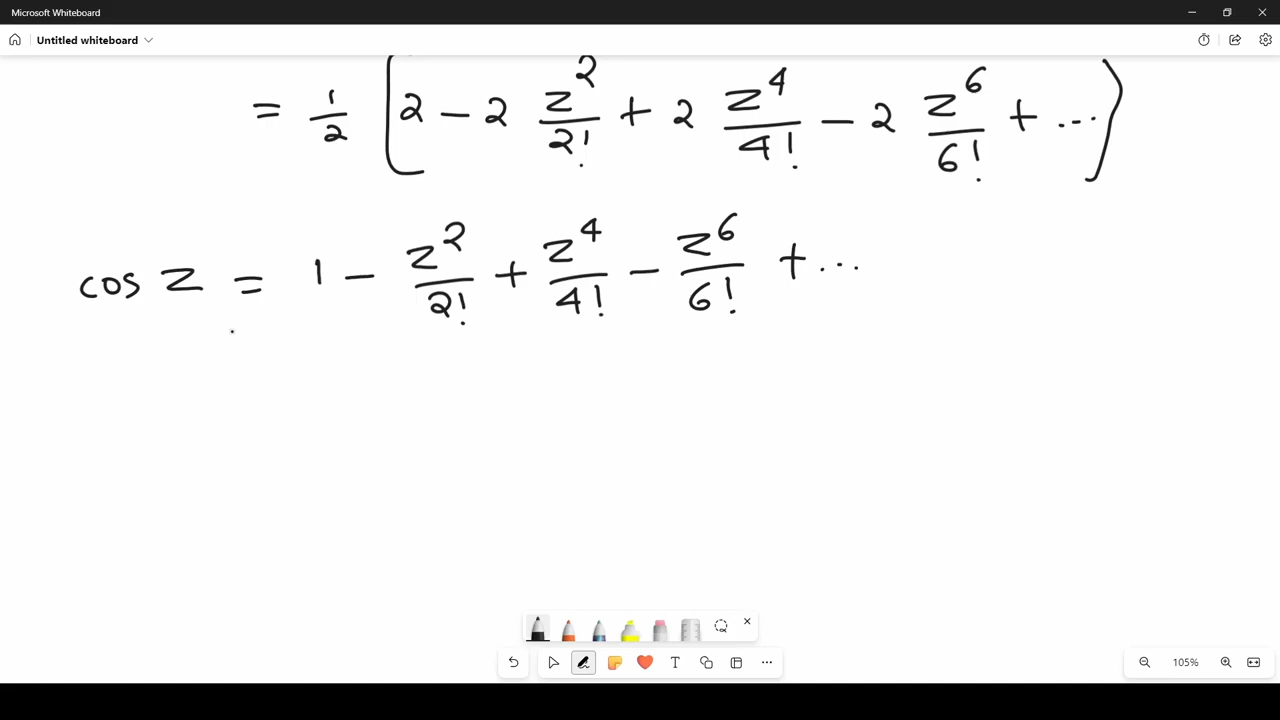 Microsoft Whiteboard
Untitled whiteboard
= 1/2 [2 - 2 z^2/2! + 2 z^4/4! - 2 z^6/6! + ...)
cos z = 1 - z^2/2! + z^4/4! - z^6/6! + ...
105%